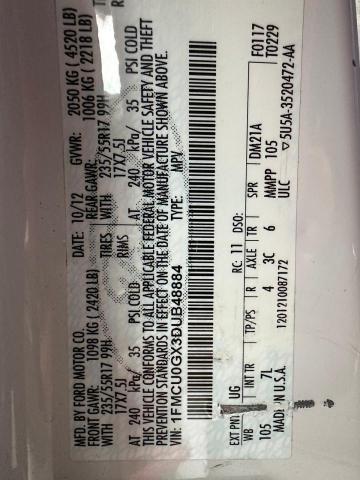 MFD. BY FORD MOTOR CO.
DATE: 10/12 GVWR: 2050 KG ( 4520 LB)
FRONT GAWR: 1098 KG ( 2420 LB) REAR GAWR: 1006 KG ( 2218 LB)
WITH 235/55R17 99H TIRES WITH 235/55R17 99H
17X7.5J RIMS 17X7.5J
AT 240 kPa/ 35 PSI COLD AT 240 kPa/ 35 PSI COLD
THIS VEHICLE CONFORMS TO ALL APPLICABLE FEDERAL MOTOR VEHICLE SAFETY AND THEFT
PREVENTION STANDARDS IN EFFECT ON THE DATE OF MANUFACTURE SHOWN ABOVE.
VIN: 1FMCU0GX3DUB48884
TYPE: MPV
F0117
T0229
EXT PNT: UG RC: 11 DSO:
WB INT TR TP/PS R AXLE TR SPR DM21A
105 7L 4 3C 6 MMPP 105
MADE IN U.S.A. 1201210087172 ULC ▽5U5A-3520472-AA